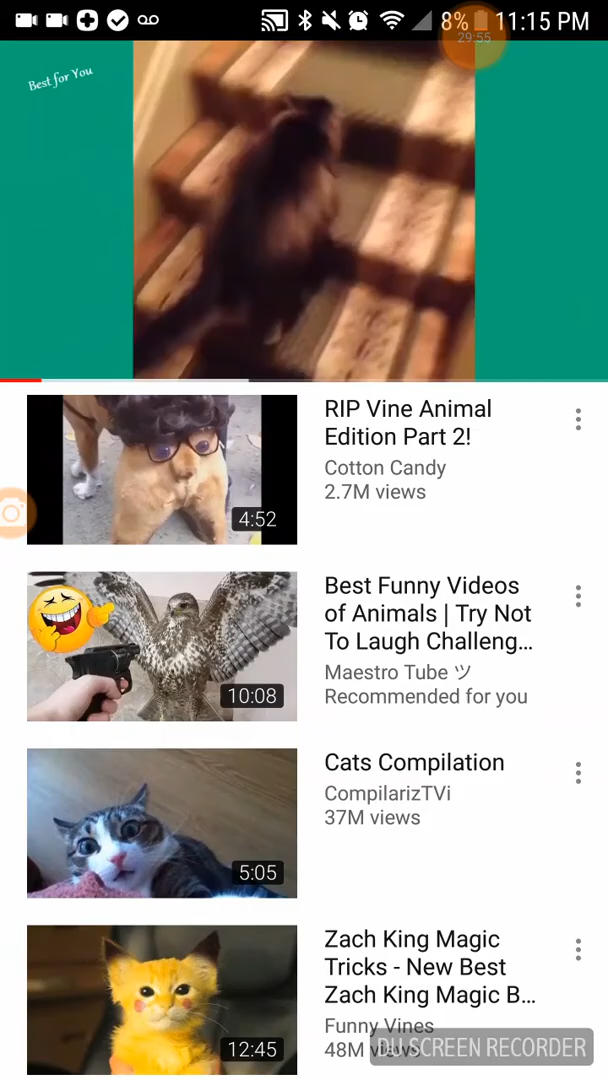 8% 11:15 PM
29:55
Best for You
RIP Vine Animal
Edition Part 2!
Cotton Candy
2.7M views
4:52
Best Funny Videos
of Animals | Try Not
To Laugh Challeng...
Maestro Tube ツ
Recommended for you
10:08
Cats Compilation
CompilarizTVi
37M views
5:05
Zach King Magic
Tricks - New Best
Zach King Magic B...
Funny Vines
48M views
12:45
DU SCREEN RECORDER